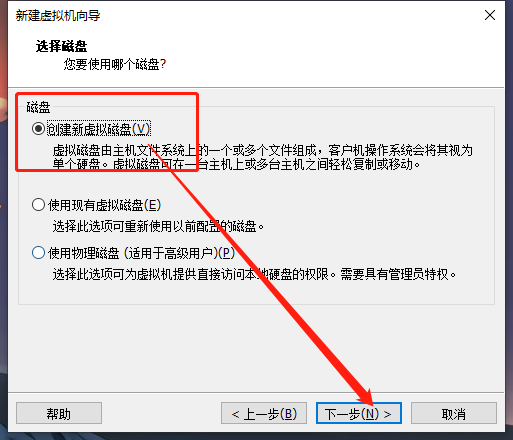 新建虚拟机向导
选择磁盘
您要使用哪个磁盘?
磁盘
创建新虚拟磁盘(V)
虚拟磁盘由主机文件系统上的一个或多个文件组成，客户机操作系统会将其视为
单个硬盘。虚拟磁盘可在一台主机上或多台主机之间轻松复制或移动。
使用现有虚拟磁盘(E)
选择此选项可重新使用以前配置的磁盘。
使用物理磁盘 (适用于高级用户)(P)
选择此选项可为虚拟机提供直接访问本地硬盘的权限。需要具有管理员特权。
帮助
< 上一步(B)
下一步(N) >
取消